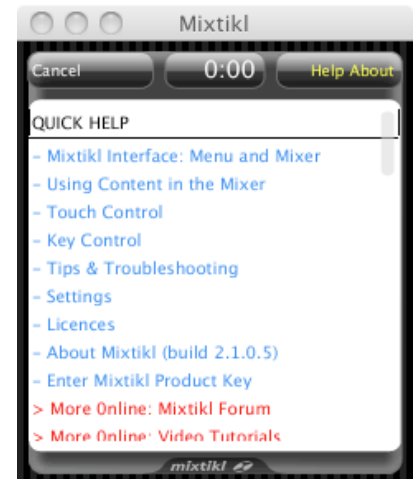 Mixtikl
Cancel 0:00 Help About
QUICK HELP
– Mixtikl Interface: Menu and Mixer
– Using Content in the Mixer
– Touch Control
– Key Control
– Tips & Troubleshooting
– Settings
– Licences
– About Mixtikl (build 2.1.0.5)
– Enter Mixtikl Product Key
> More Online: Mixtikl Forum
> More Online: Video Tutorials
mixtikl